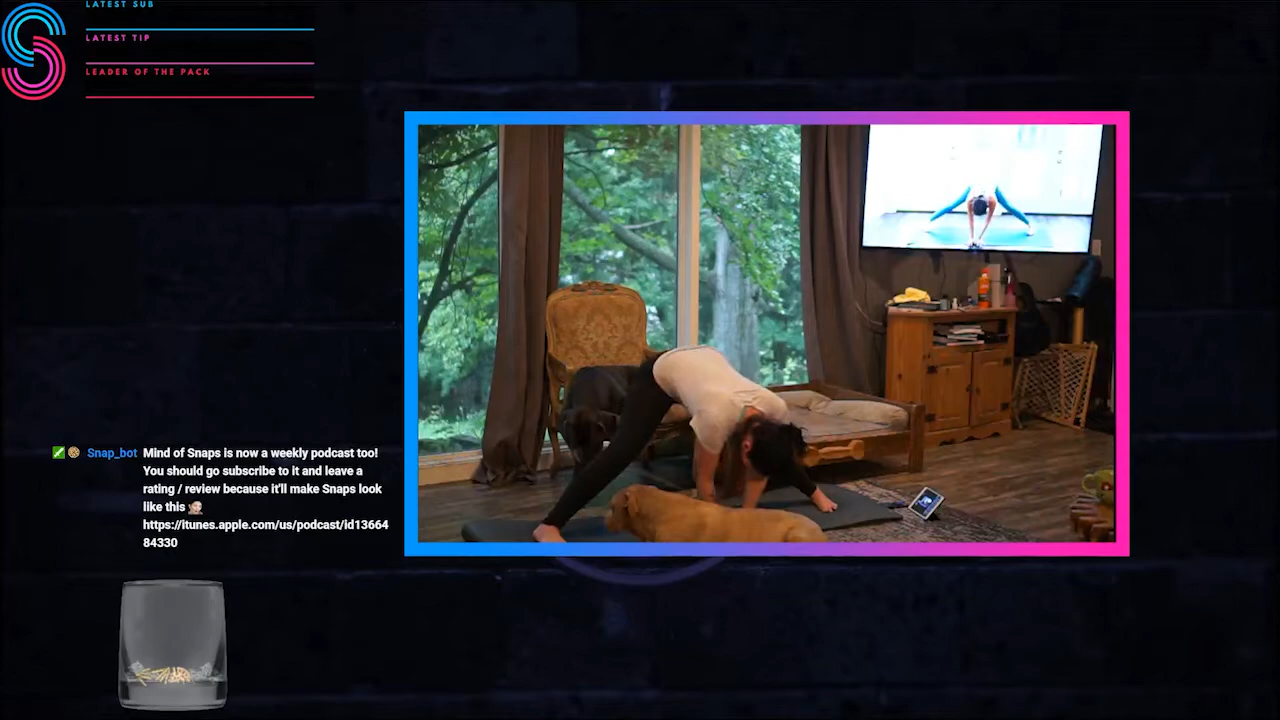 LATEST SUB
LATEST TIP
LEADER OF THE PACK
Snap_bot Mind of Snaps is now a weekly podcast too!
You should go subscribe to it and leave a
rating / review because it'll make Snaps look
like this
https://itunes.apple.com/us/podcast/id13664
84330